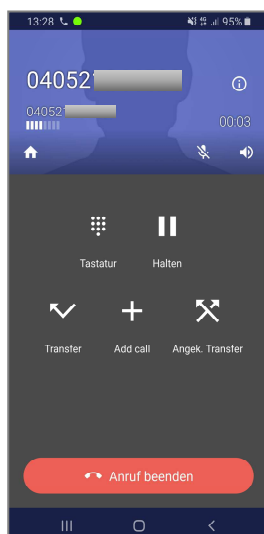 13:28 95%
04052
04052 00:03
Tastatur Halten
Transfer Add call Angek. Transfer
Anruf beenden